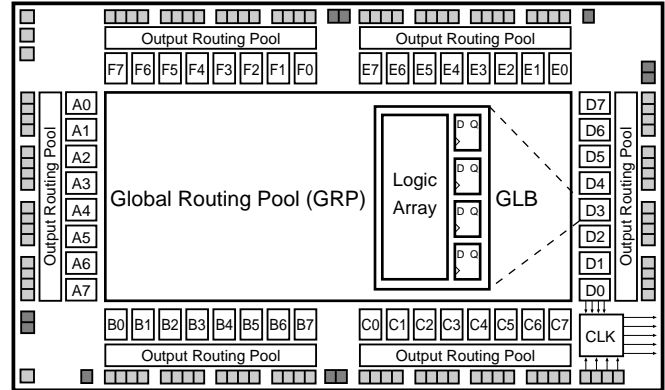 Output Routing Pool Output Routing Pool
F7 F6 F5 F4 F3 F2 F1 F0 E7 E6 E5 E4 E3 E2 E1 E0
Output Routing Pool
A0
A1
A2
A3
A4
A5
A6
A7
Global Routing Pool (GRP)
Logic
Array
D Q
D Q
D Q
D Q
GLB
D7
D6
D5
D4
D3
D2
D1
D0
Output Routing Pool
CLK
B0 B1 B2 B3 B4 B5 B6 B7 C0 C1 C2 C3 C4 C5 C6 C7
Output Routing Pool Output Routing Pool